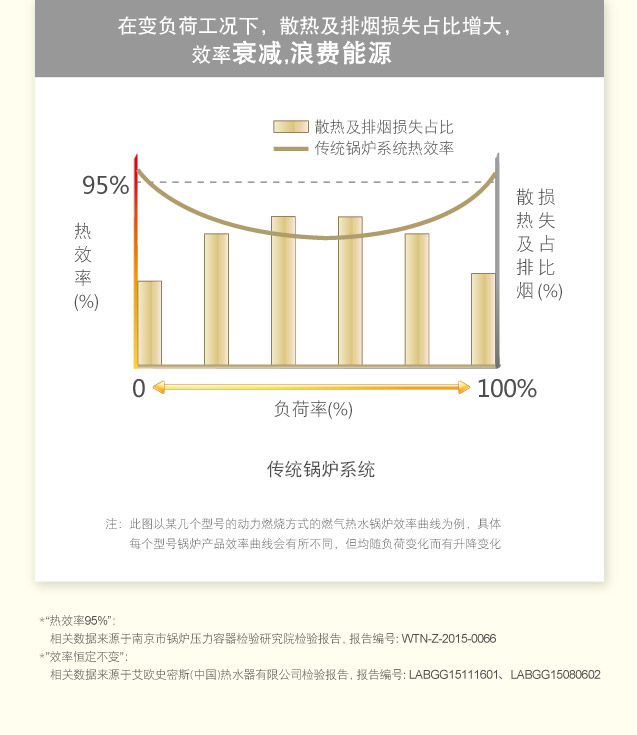 在变负荷工况下，散热及排烟损失占比增大，
效率衰减,浪费能源
散热及排烟损失占比
传统锅炉系统热效率
95%
热效率(%)
散热及排烟
损失占比(%)
0
100%
负荷率(%)
传统锅炉系统
注：此图以某几个型号的动力燃烧方式的燃气热水锅炉效率曲线为例，具体
每个型号锅炉产品效率曲线会有所不同，但均随负荷变化而有升降变化
*“热效率95%”：
相关数据来源于南京市锅炉压力容器检验研究院检验报告, 报告编号: WTN-Z-2015-0066
*"效率恒定不变":
相关数据来源于艾欧史密斯(中国)热水器有限公司检验报告, 报告编号: LABGG15111601、LABGG15080602